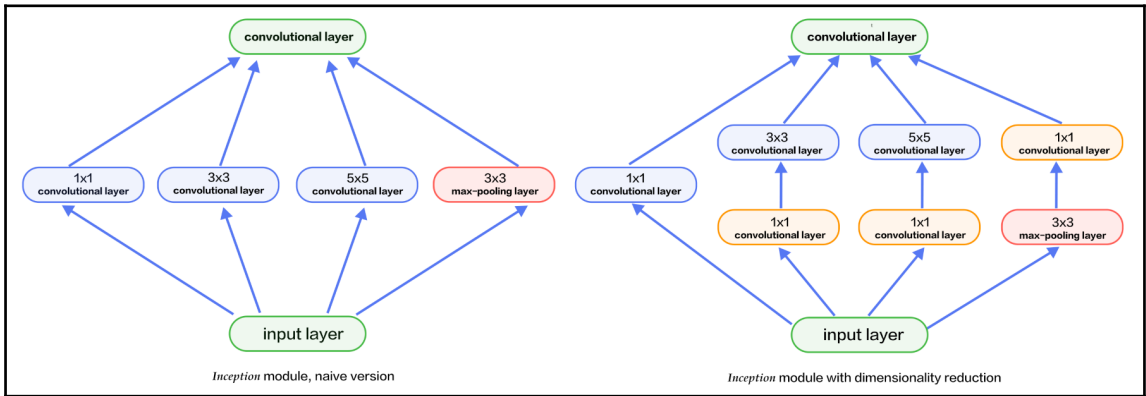 convolutional layer
1x1
convolutional layer
3x3
convolutional layer
5x5
convolutional layer
3x3
max-pooling layer
input layer
Inception module, naive version
convolutional layer
3x3
convolutional layer
5x5
convolutional layer
1x1
convolutional layer
1x1
convolutional layer
1x1
convolutional layer
1x1
convolutional layer
3x3
max-pooling layer
input layer
Inception module with dimensionality reduction